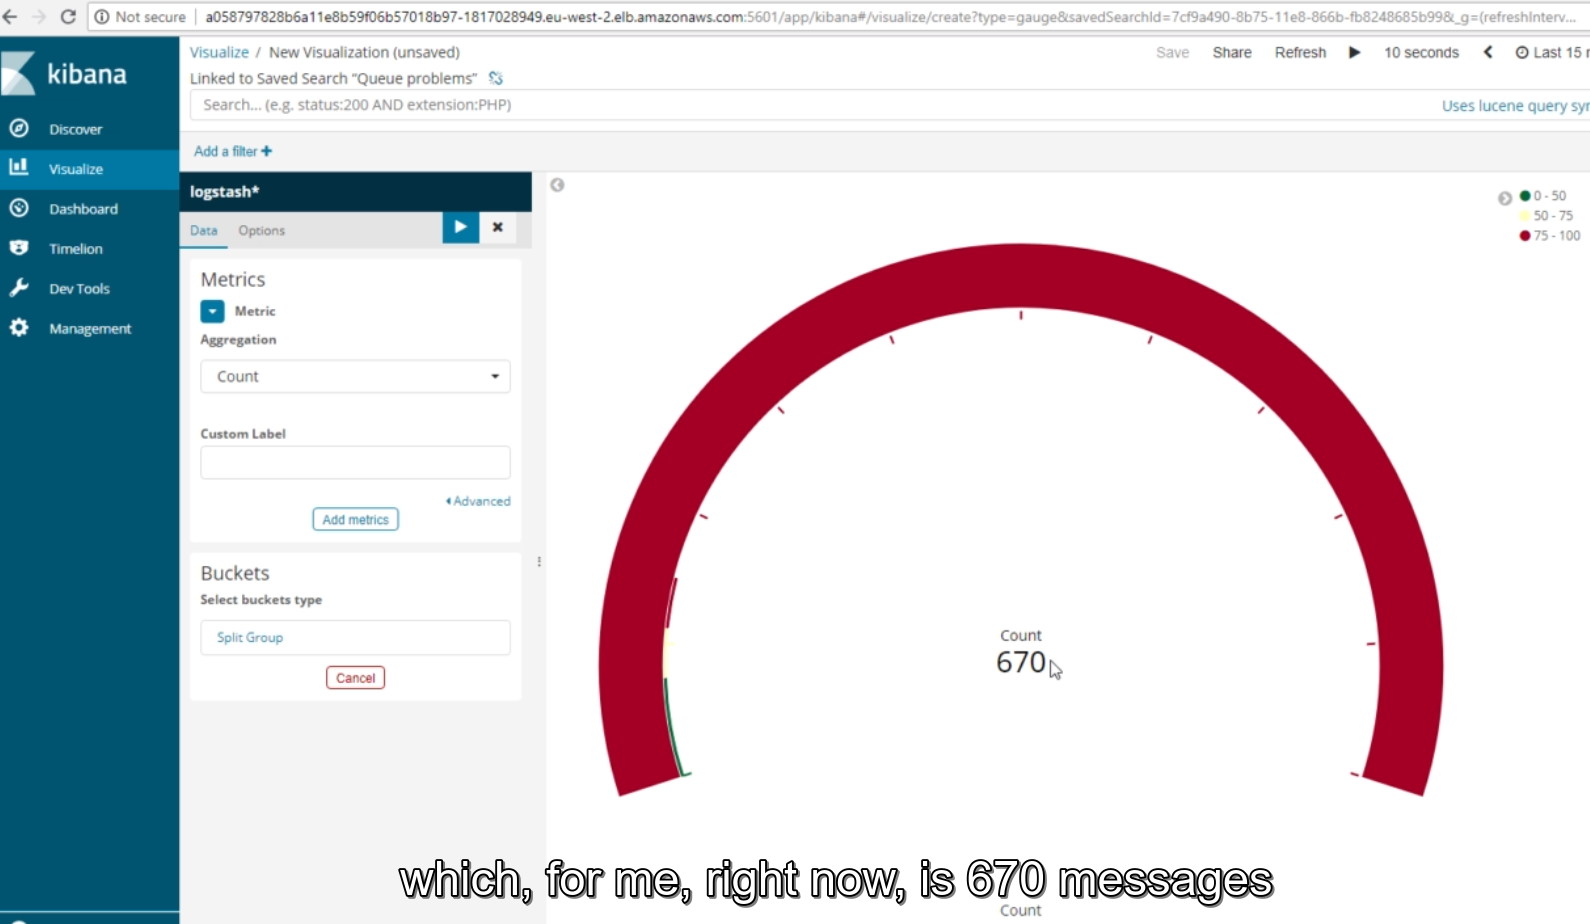 Not secure
a058797828b6a11e8b59f06b57018b97-1817028949.eu-west-2.elb.amazonaws.com:5601/app/kibana#/visualize/create?type=gauge&savedSearchId=7cf9a490-8b75-11e8-866b-fb8248685b99&_g=(refreshInterv...
kibana
Discover
Visualize
Dashboard
Timelion
Dev Tools
Management
Visualize / New Visualization (unsaved)
Save Share Refresh 10 seconds Last 15
Linked to Saved Search "Queue problems"
Search... (e.g. status:200 AND extension:PHP)
Uses lucene query syn
Add a filter
logstash*
Data Options
Metrics
Metric
Aggregation
Count
Custom Label
Advanced
Add metrics
Buckets
Select buckets type
Split Group
Cancel
0 - 50
50 - 75
75 - 100
Count
670
which, for me, right now, is 670 messages
Count